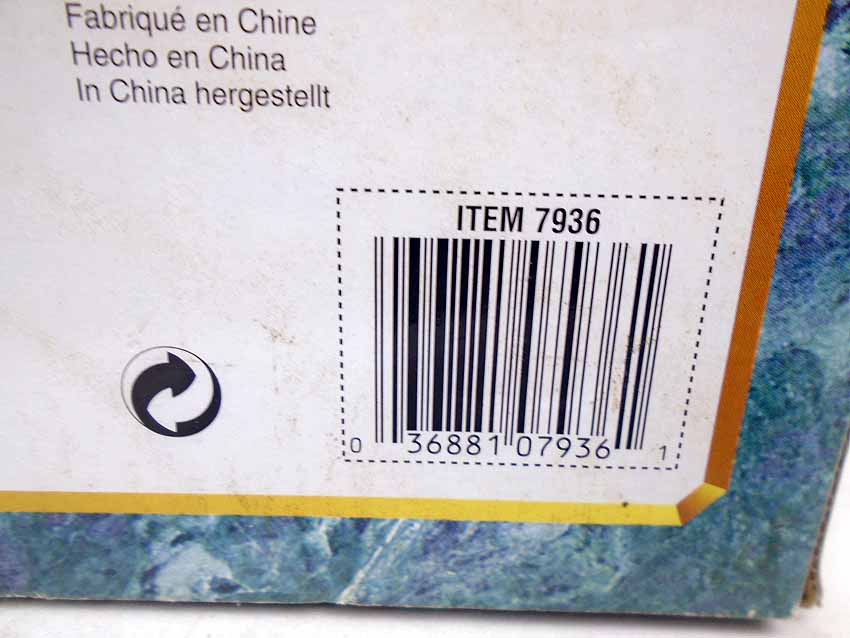 Fabriqué en Chine
Hecho en China
In China hergestellt
ITEM 7936
0 36881 07936 1